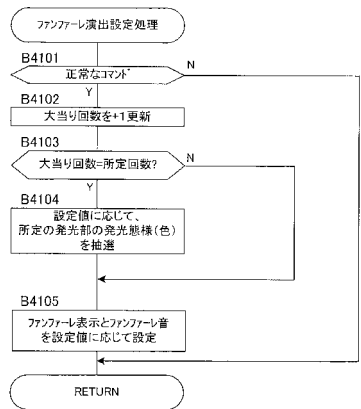 ファンファーレ演出設定処理
B4101
正常なコマンド
N
Y
B4102
大当り回数を+1更新
B4103
大当り回数=所定回数?
N
Y
B4104
設定値に応じて、
所定の発光部の発光態様(色)
を抽選
B4105
ファンファーレ表示とファンファーレ音
を設定値に応じて設定
RETURN